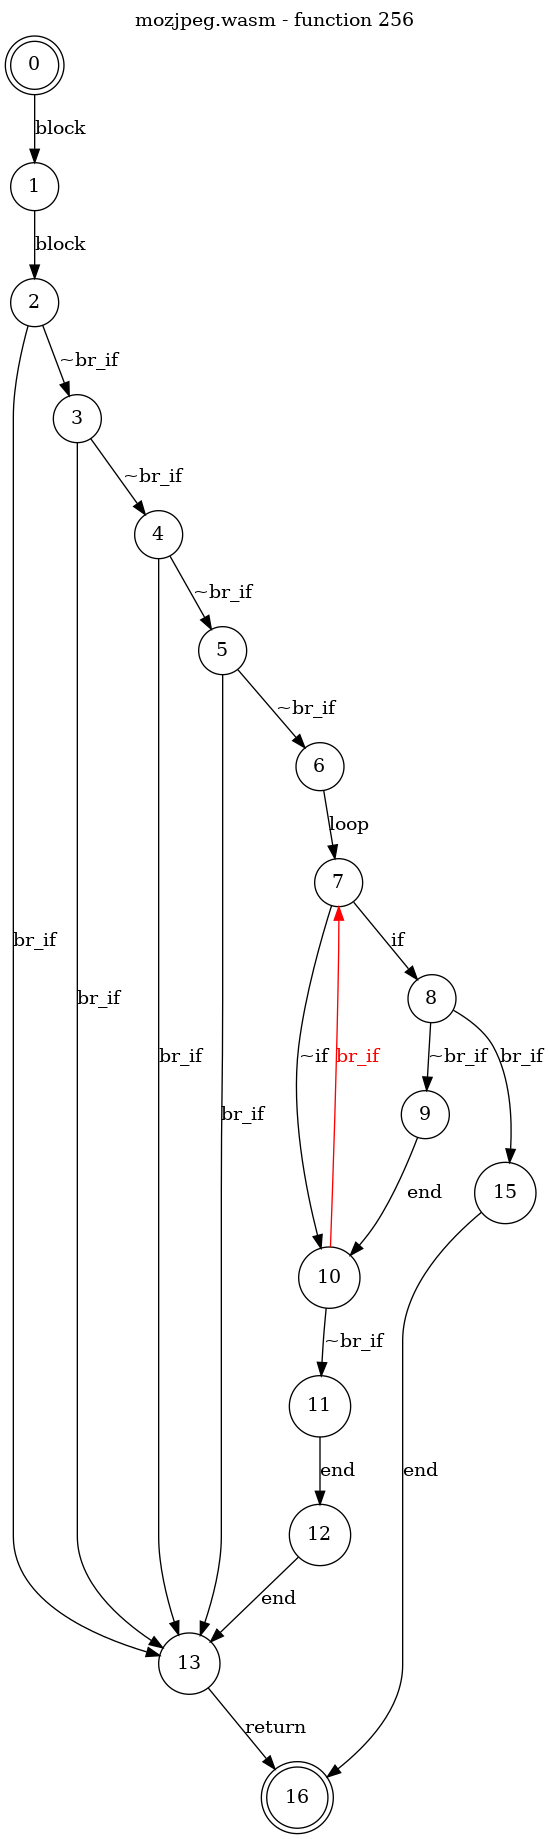 mozjpeg.wasm - function 256
0
block
1
block
2
~br_if
3
~br_if
4
~br_if
5
~br_if
6
loop
7
if
br_if
br_if
8
~if
br_if
br_if
~br_if
br_if
br_if
9
15
end
10
~br_if
11
end
end
12
end
13
return
16